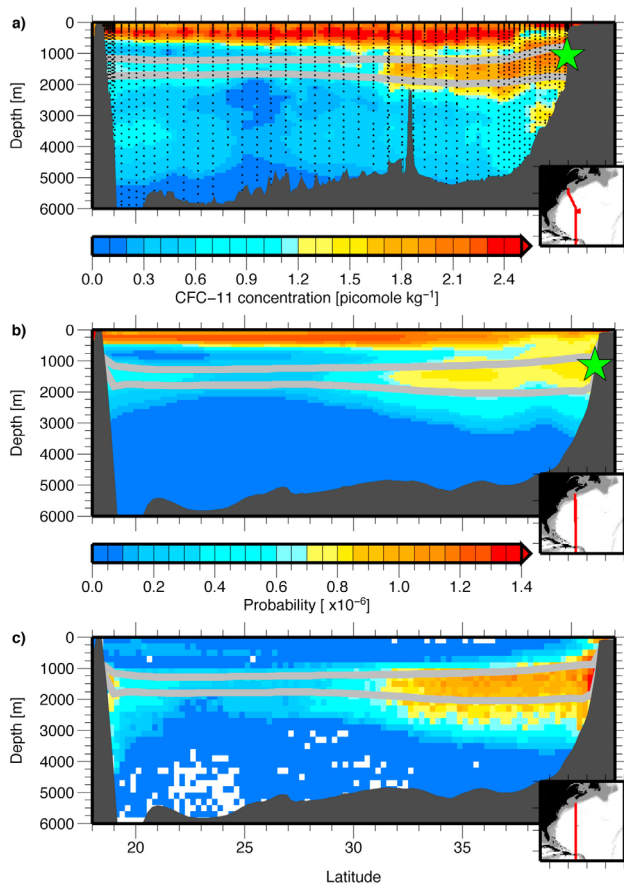 a)
0
1000
2000
3000
4000
5000
6000
Depth [m]
0.0 0.3 0.6 0.9 1.2 1.5 1.8 2.1 2.4
CFC−11 concentration [picomole kg−1]
b)
0
1000
2000
3000
4000
5000
6000
Depth [m]
0.0 0.2 0.4 0.6 0.8 1.0 1.2 1.4
Probability [ x10−6]
c)
0
1000
2000
3000
4000
5000
6000
Depth [m]
20 25 30 35
Latitude